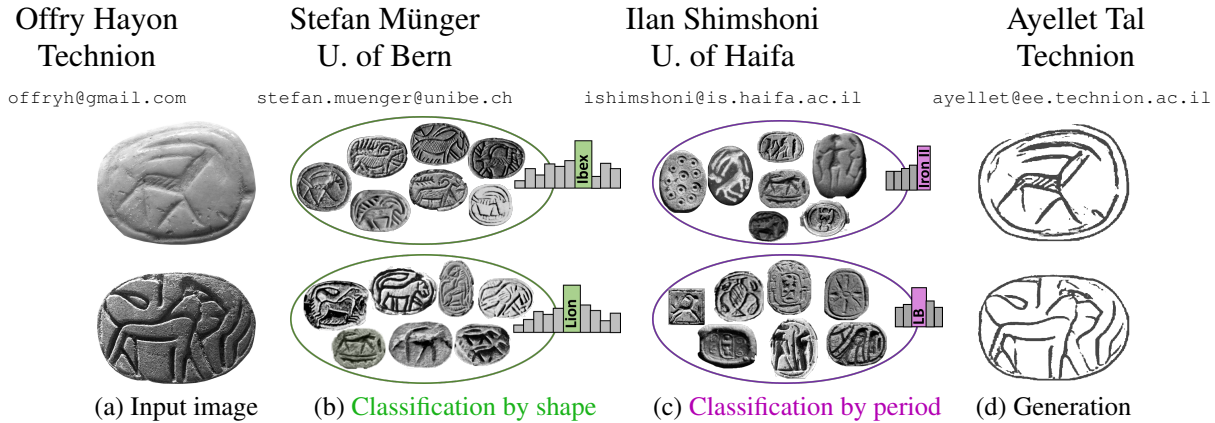 Offry Hayon
Technion
offryh@gmail.com
Stefan Münger
U. of Bern
stefan.muenger@unibe.ch
Ilan Shimshoni
U. of Haifa
ishimshoni@is.haifa.ac.il
Ayellet Tal
Technion
ayellet@ee.technion.ac.il
Ibex
Iron II
Lion
LB
(a) Input image
(b) Classification by shape
(c) Classification by period
(d) Generation